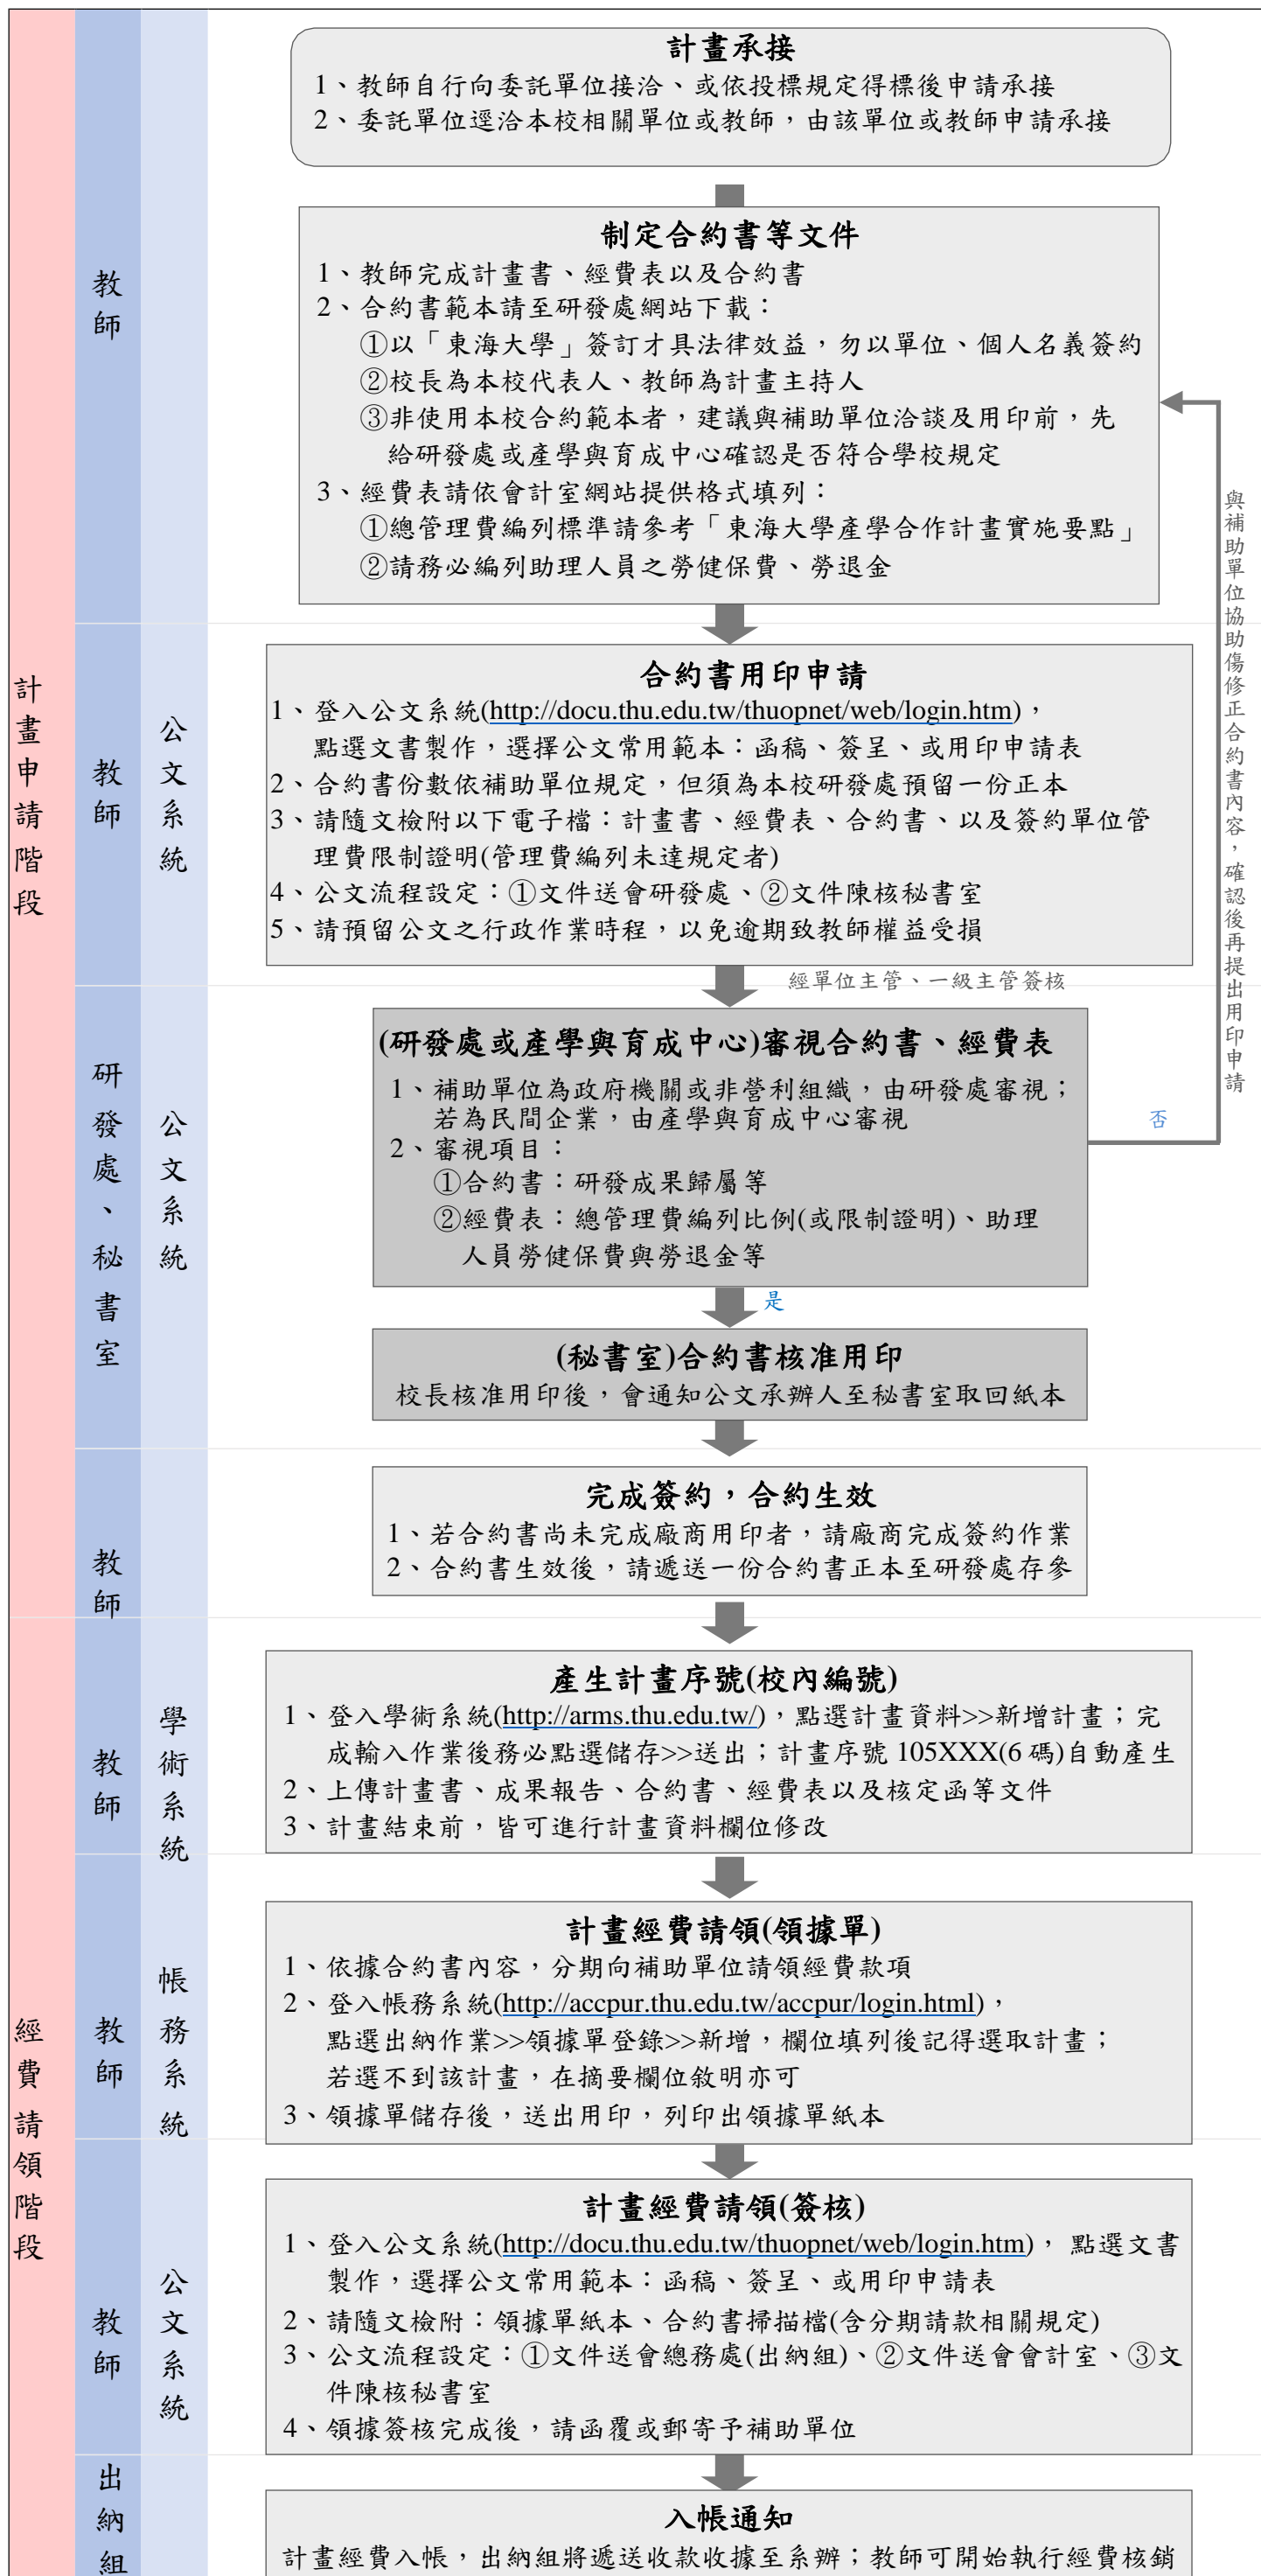 計畫承接
1、教師自行向委託單位接洽、或依投標規定得標後申請承接
2、委託單位逕洽本校相關單位或教師，由該單位或教師申請承接
制定合約書等文件
1、教師完成計畫書、經費表以及合約書
2、合約書範本請至研發處網站下載：
①以「東海大學」簽訂才具法律效益，勿以單位、個人名義簽約
②校長為本校代表人、教師為計畫主持人
③非使用本校合約範本者，建議與補助單位洽談及用印前，先
給研發處或產學與育成中心確認是否符合學校規定
3、經費表請依會計室網站提供格式填列：
①總管理費編列標準請參考「東海大學產學合作計畫實施要點」
②請務必編列助理人員之勞健保費、勞退金
教師
計畫申請階段
教師
公文系統
合約書用印申請
1、登入公文系統(http://docu.thu.edu.tw/thuopnet/web/login.htm)，
點選文書製作，選擇公文常用範本：函稿、簽呈、或用印申請表
2、合約書份數依補助單位規定，但須為本校研發處預留一份正本
3、請隨文檢附以下電子檔：計畫書、經費表、合約書、以及簽約單位管
理費限制證明(管理費編列未達規定者)
4、公文流程設定：①文件送會研發處、②文件陳核秘書室
5、請預留公文之行政作業時程，以免逾期致教師權益受損
經單位主管、一級主管簽核
與補助單位協助傷修正合約書內容，確認後再提出用印申請
研發處、秘書室
公文系統
(研發處或產學與育成中心)審視合約書、經費表
1、補助單位為政府機關或非營利組織，由研發處審視；
若為民間企業，由產學與育成中心審視
2、審視項目：
①合約書：研發成果歸屬等
②經費表：總管理費編列比例(或限制證明)、助理
人員勞健保費與勞退金等
否
是
(秘書室)合約書核准用印
校長核准用印後，會通知公文承辦人至秘書室取回紙本
教師
完成簽約，合約生效
1、若合約書尚未完成廠商用印者，請廠商完成簽約作業
2、合約書生效後，請遞送一份合約書正本至研發處存參
教師
學術系統
產生計畫序號(校內編號)
1、登入學術系統(http://arms.thu.edu.tw/)，點選計畫資料>>新增計畫；完
成輸入作業後務必點選儲存>>送出；計畫序號 105XXX(6 碼)自動產生
2、上傳計畫書、成果報告、合約書、經費表以及核定函等文件
3、計畫結束前，皆可進行計畫資料欄位修改
經費請領階段
教師
帳務系統
計畫經費請領(領據單)
1、依據合約書內容，分期向補助單位請領經費款項
2、登入帳務系統(http://accpur.thu.edu.tw/accpur/login.html)，
點選出納作業>>領據單登錄>>新增，欄位填列後記得選取計畫；
若選不到該計畫，在摘要欄位敘明亦可
3、領據單儲存後，送出用印，列印出領據單紙本
教師
公文系統
計畫經費請領(簽核)
1、登入公文系統(http://docu.thu.edu.tw/thuopnet/web/login.htm)， 點選文書
製作，選擇公文常用範本：函稿、簽呈、或用印申請表
2、請隨文檢附：領據單紙本、合約書掃描檔(含分期請款相關規定)
3、公文流程設定：①文件送會總務處(出納組)、②文件送會會計室、③文
件陳核秘書室
4、領據簽核完成後，請函覆或郵寄予補助單位
出納組
入帳通知
計畫經費入帳，出納組將遞送收款收據至系辦；教師可開始執行經費核銷